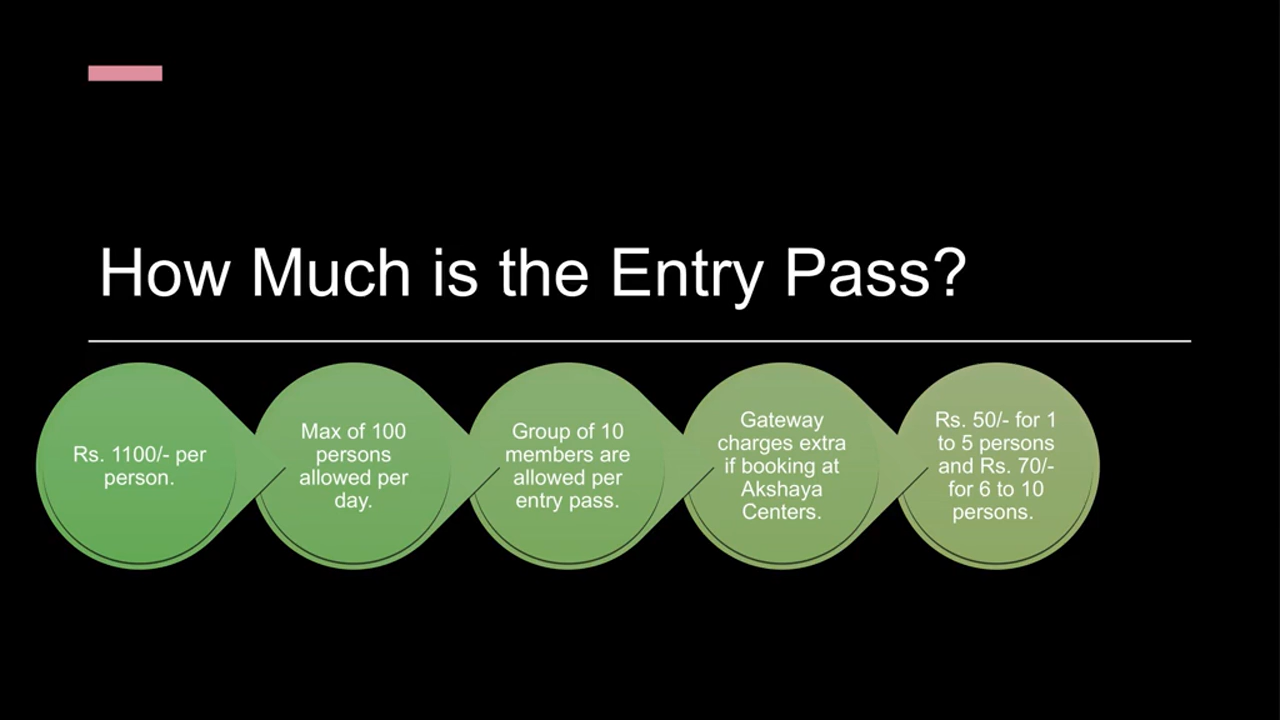 How Much is the Entry Pass?
Rs. 1100/- per
person.
Max of 100
persons
allowed per
day.
Group of 10
members are
allowed per
entry pass.
Gateway
charges extra
if booking at
Akshaya
Centers.
Rs. 50/- for 1
to 5 persons
and Rs. 70/-
for 6 to 10
persons.